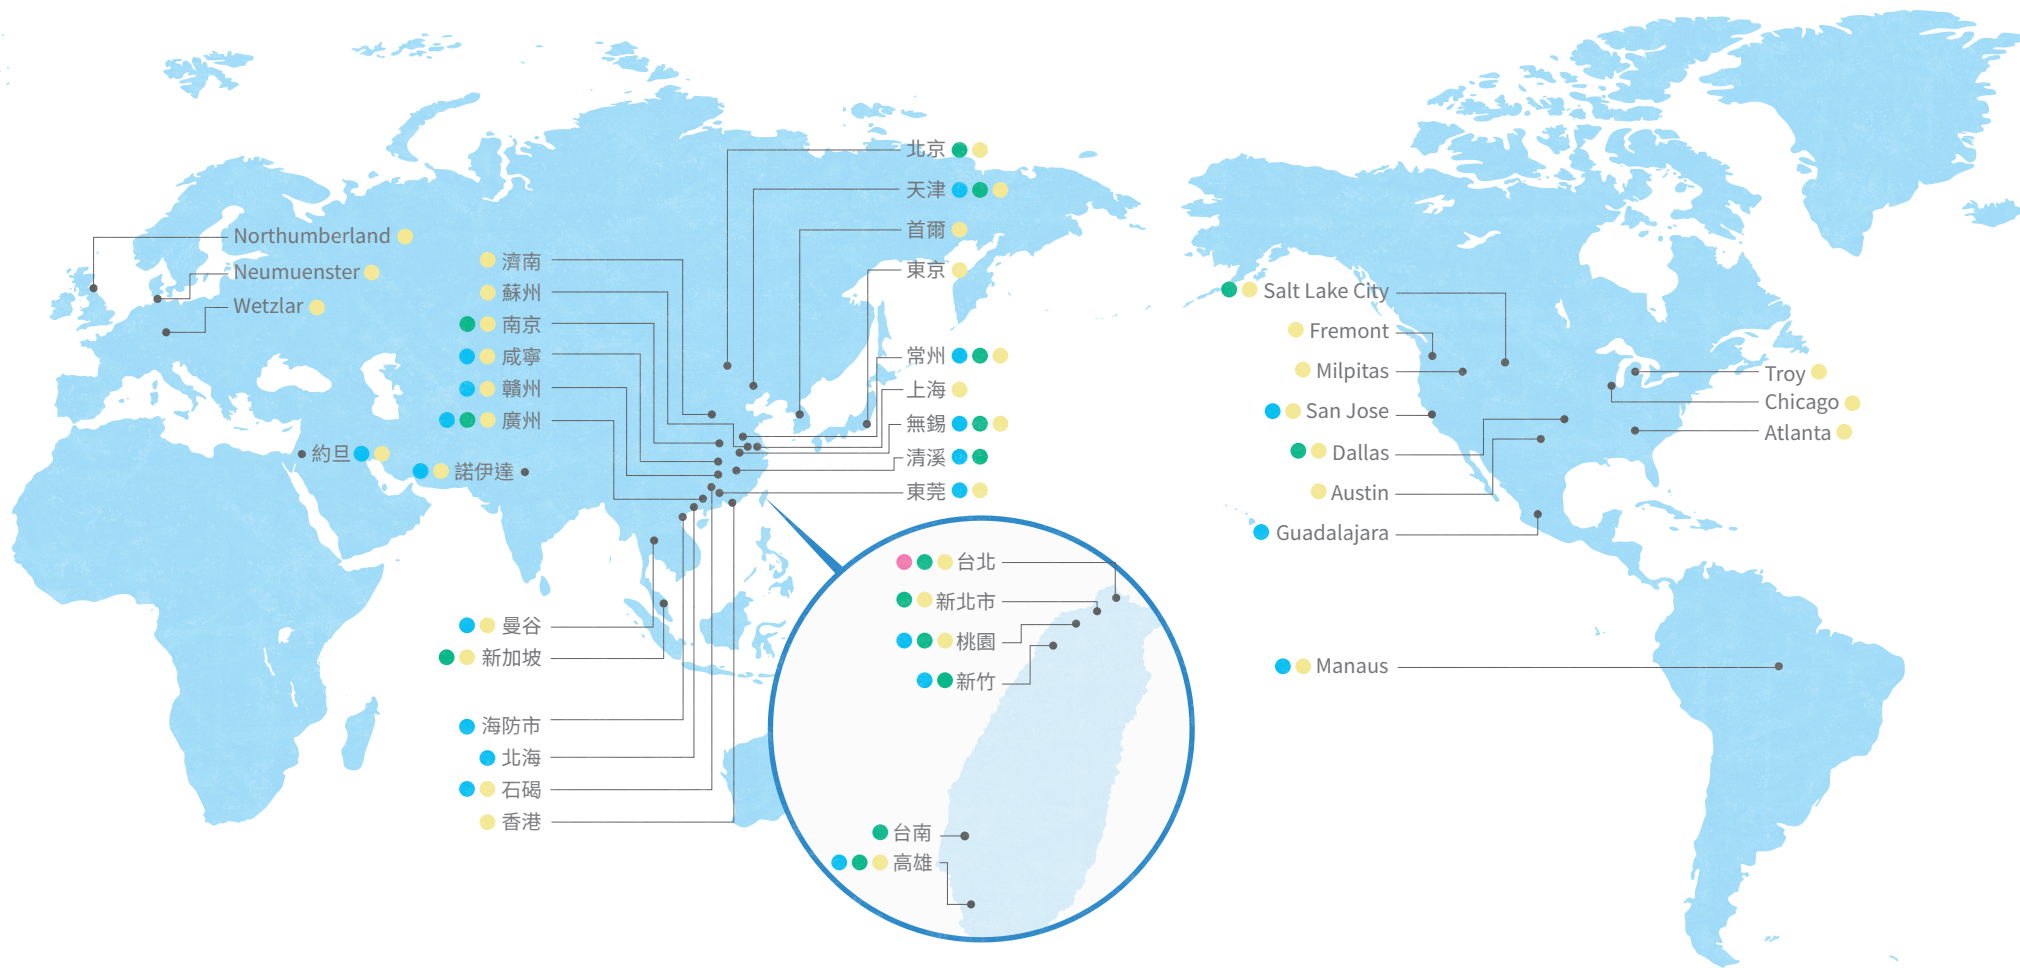 Northumberland
Neumuenster
Wetzlar
濟南
蘇州
南京
咸寧
贛州
廣州
約旦
諾伊達
北京
天津
首爾
東京
常州
上海
無錫
清溪
東莞
曼谷
新加坡
海防市
北海
石碣
香港
台北
新北市
桃園
新竹
台南
高雄
Salt Lake City
Fremont
Milpitas
San Jose
Dallas
Austin
Guadalajara
Manaus
Troy
Chicago
Atlanta